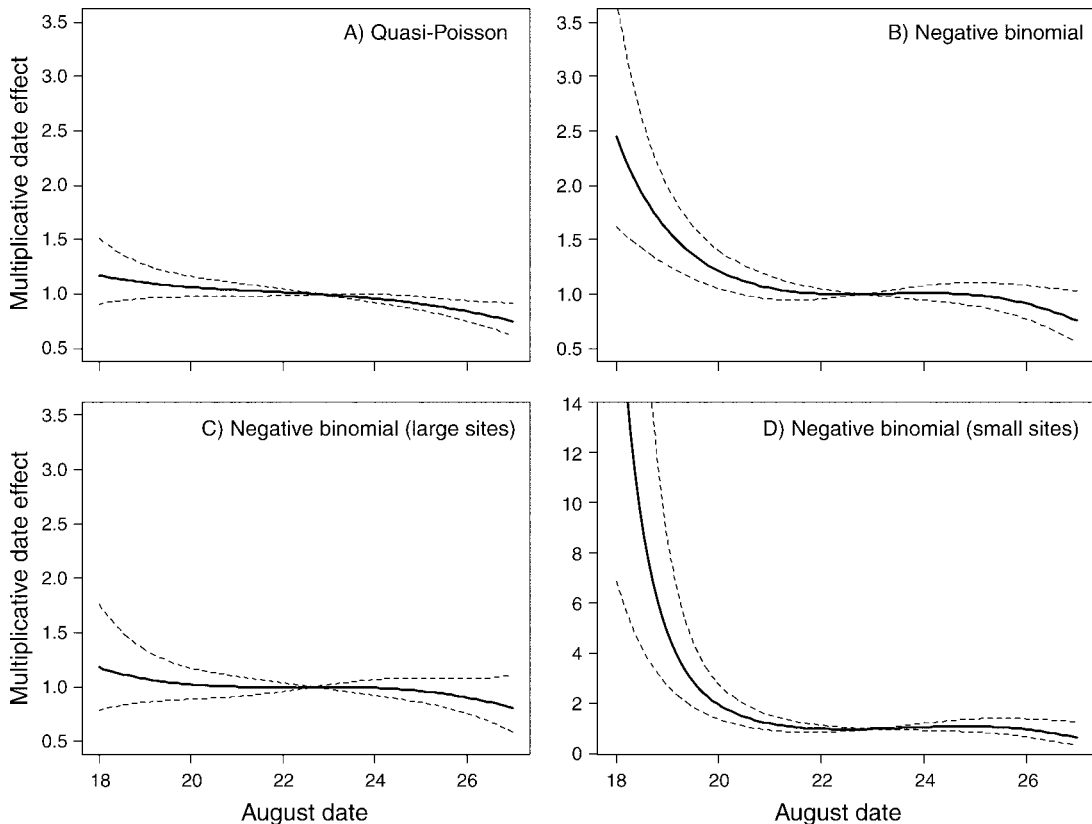 A) Quasi-Poisson
Multiplicative date effect
3.5
3.0
2.5
2.0
1.5
1.0
0.5
B) Negative binomial
3.5
3.0
2.5
2.0
1.5
1.0
0.5
C) Negative binomial (large sites)
Multiplicative date effect
3.5
3.0
2.5
2.0
1.5
1.0
0.5
18 20 22 24 26
August date
D) Negative binomial (small sites)
14
12
10
8
6
4
2
0
18 20 22 24 26
August date